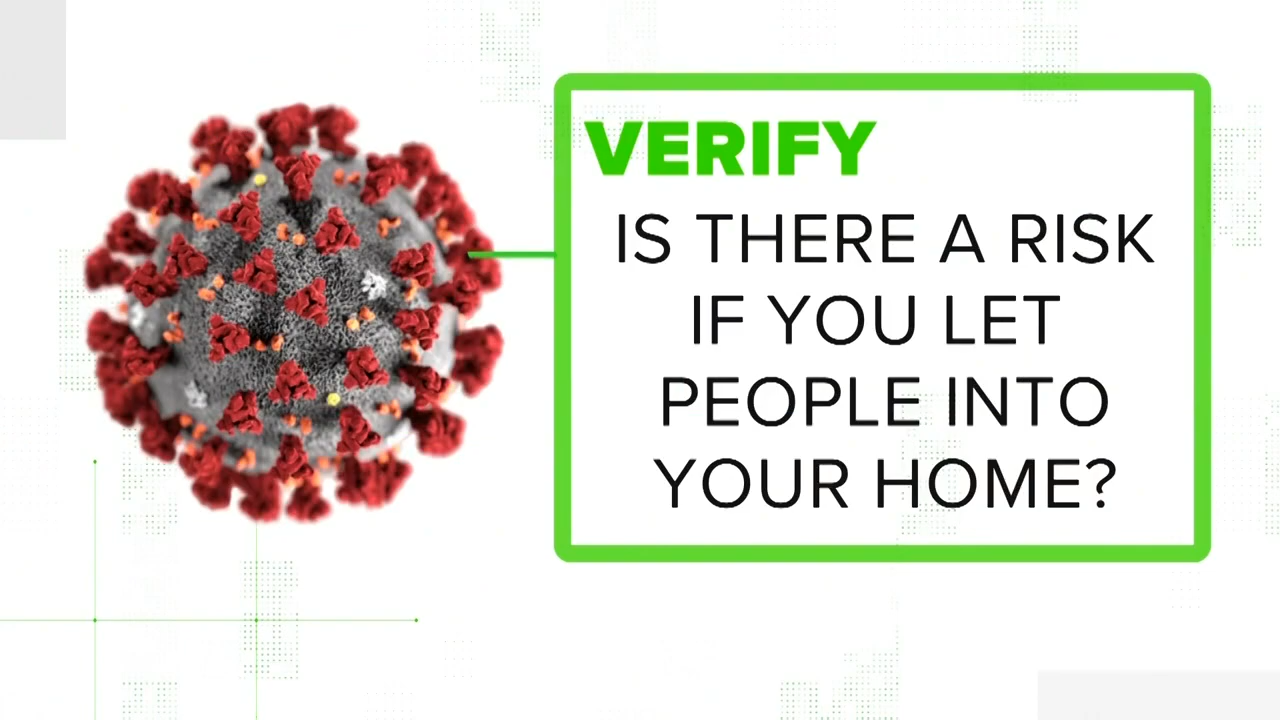 VERIFY
IS THERE A RISK
IF YOU LET
PEOPLE INTO
YOUR HOME?